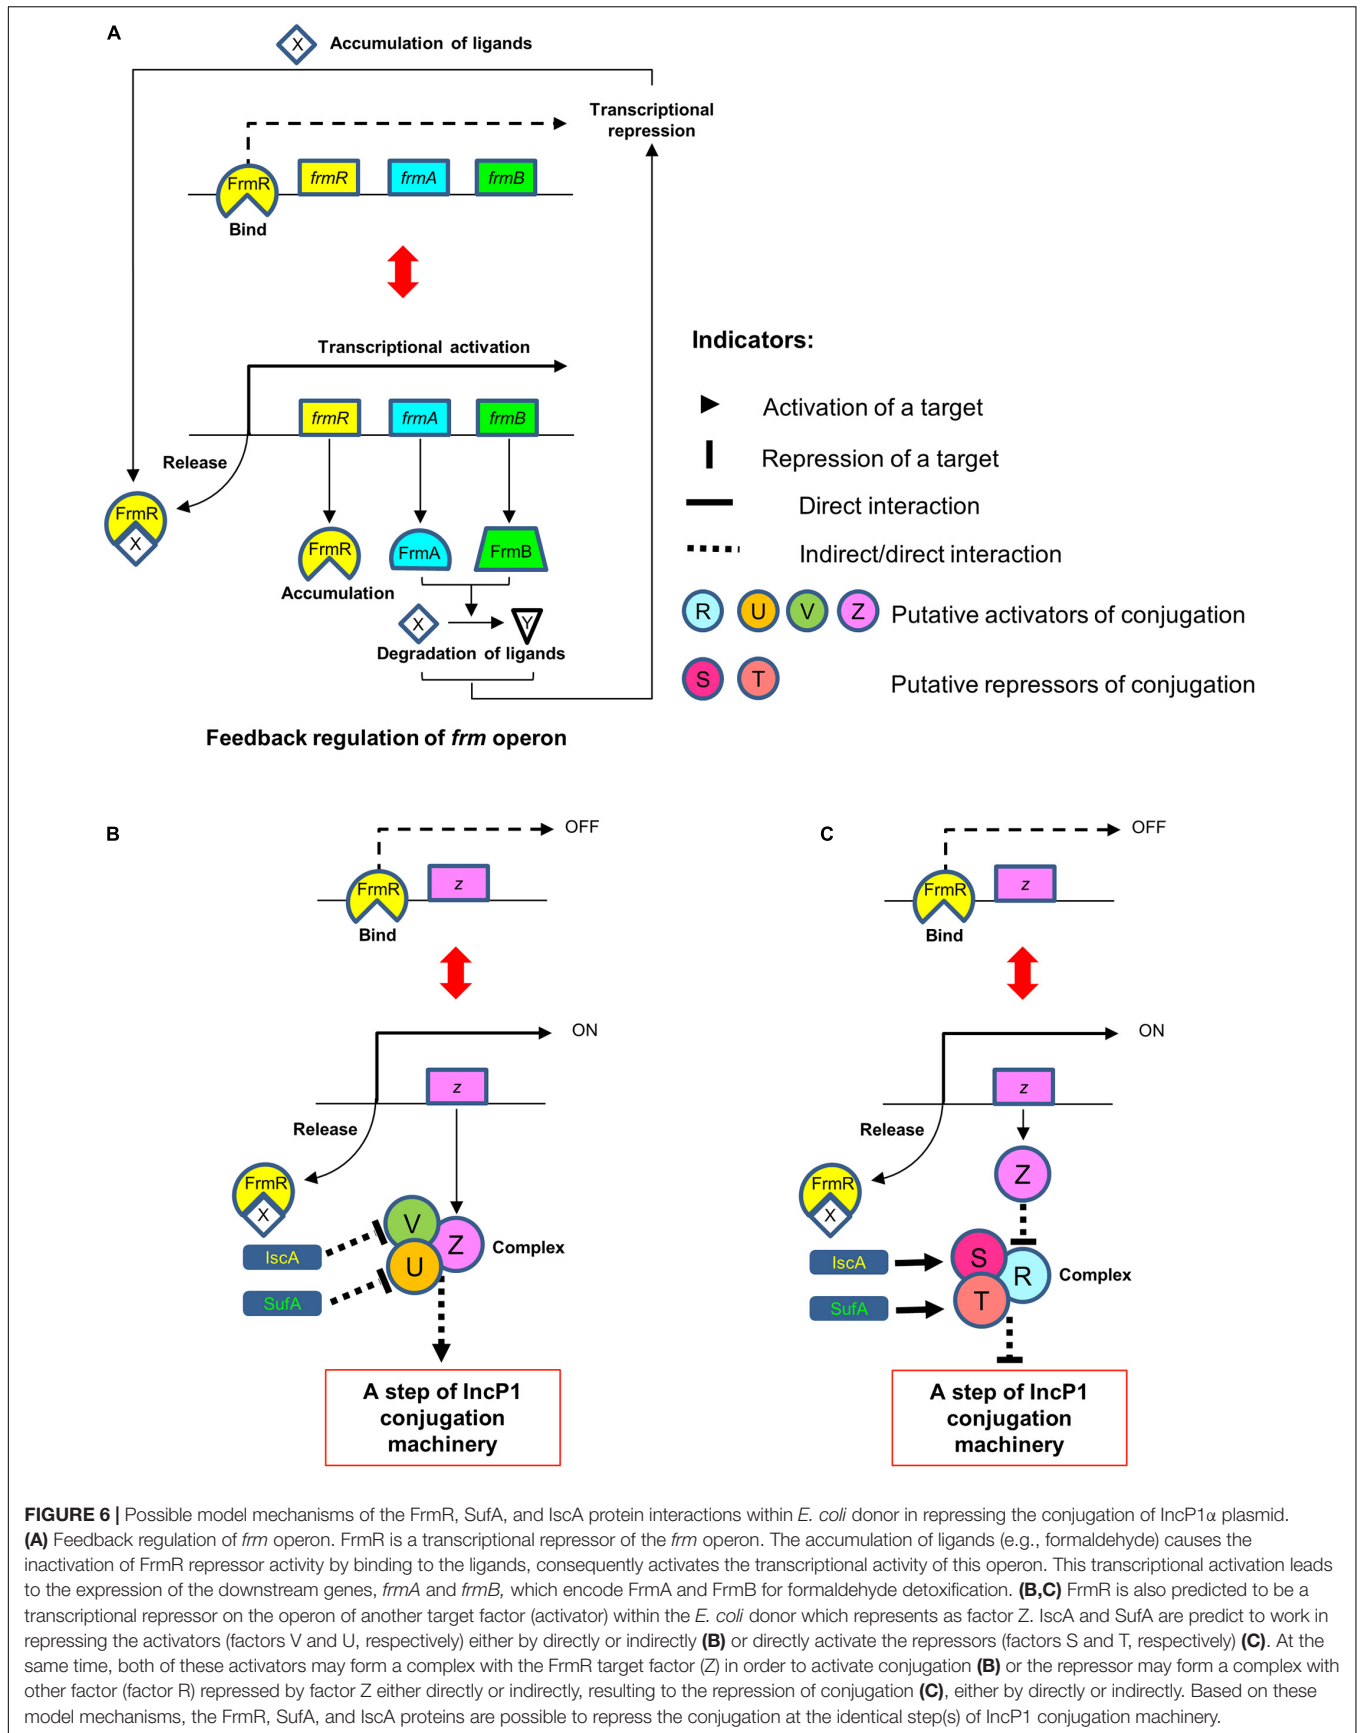 A
X
Accumulation of ligands
Transcriptional
repression
FrmR
frmR
frmA
frmB
Bind
Transcriptional activation
frmR
frmA
frmB
Release
FrmR
X
FrmR
FrmA
FrmB
Accumulation
X
Y
Degradation of ligands
Feedback regulation of frm operon
Indicators:
Activation of a target
Repression of a target
Direct interaction
Indirect/direct interaction
R U V Z Putative activators of conjugation
S T Putative repressors of conjugation
B
OFF
FrmR
z
Bind
ON
z
Release
FrmR
X
V
Z
U
Complex
IscA
SufA
A step of IncP1
conjugation
machinery
C
OFF
FrmR
z
Bind
ON
z
Release
Z
FrmR
X
S
R
T
Complex
IscA
SufA
A step of IncP1
conjugation
machinery
FIGURE 6 | Possible model mechanisms of the FrmR, SufA, and IscA protein interactions within E. coli donor in repressing the conjugation of IncP1α plasmid.
(A) Feedback regulation of frm operon. FrmR is a transcriptional repressor of the frm operon. The accumulation of ligands (e.g., formaldehyde) causes the
inactivation of FrmR repressor activity by binding to the ligands, consequently activates the transcriptional activity of this operon. This transcriptional activation leads
to the expression of the downstream genes, frmA and frmB, which encode FrmA and FrmB for formaldehyde detoxification. (B,C) FrmR is also predicted to be a
transcriptional repressor on the operon of another target factor (activator) within the E. coli donor which represents as factor Z. IscA and SufA are predict to work in
repressing the activators (factors V and U, respectively) either by directly or indirectly (B) or directly activate the repressors (factors S and T, respectively) (C). At the
same time, both of these activators may form a complex with the FrmR target factor (Z) in order to activate conjugation (B) or the repressor may form a complex with
other factor (factor R) repressed by factor Z either directly or indirectly, resulting to the repression of conjugation (C), either by directly or indirectly. Based on these
model mechanisms, the FrmR, SufA, and IscA proteins are possible to repress the conjugation at the identical step(s) of IncP1 conjugation machinery.